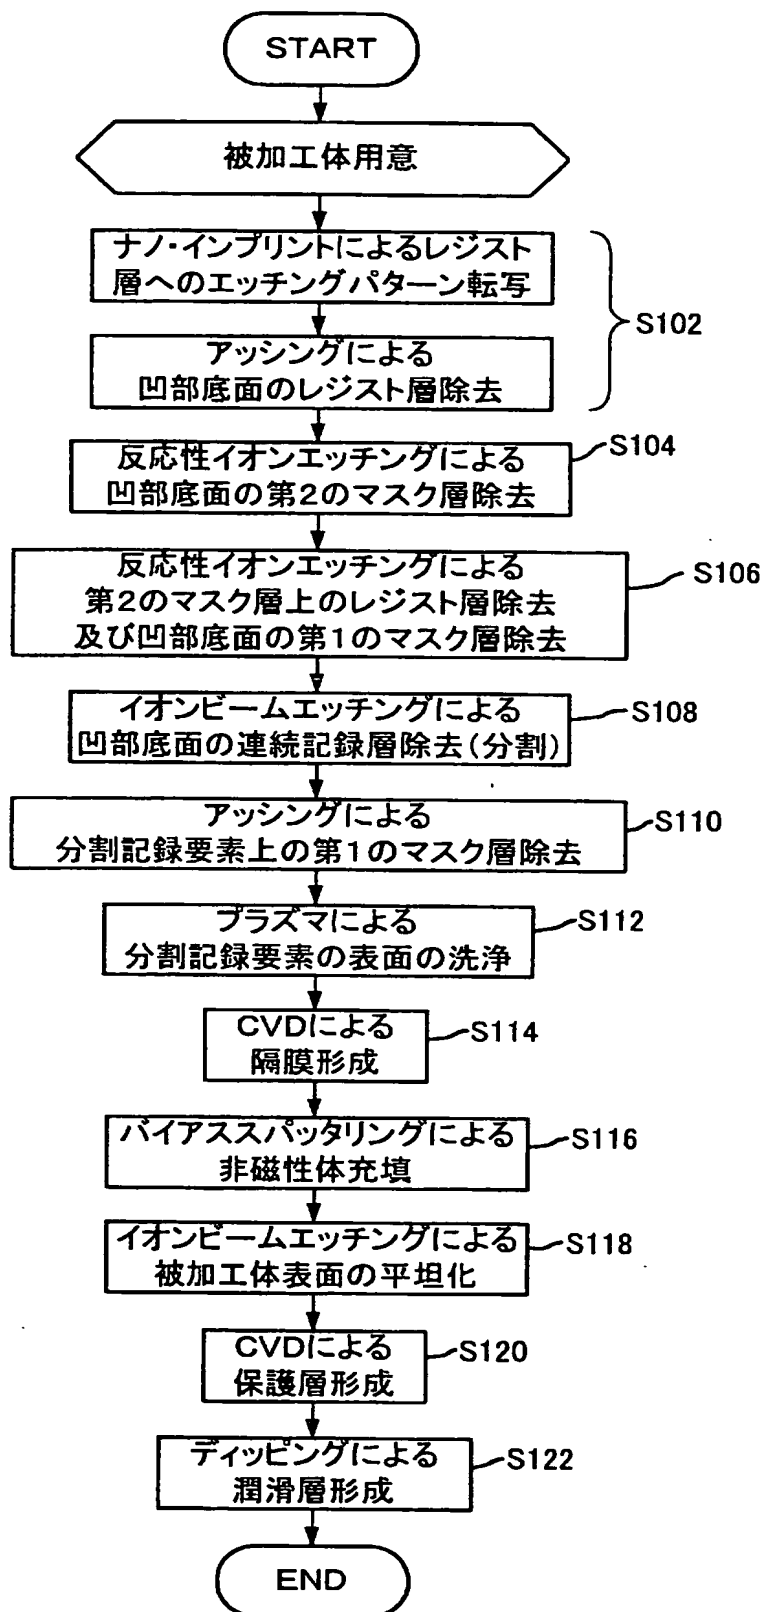 START
被加工体用意
ナノ・インプリントによるレジスト
層へのエッチングパターン転写
S102
アッシングによる
凹部底面のレジスト層除去
S104
反応性イオンエッチングによる
凹部底面の第2のマスク層除去
S106
反応性イオンエッチングによる
第2のマスク層上のレジスト層除去
及び凹部底面の第1のマスク層除去
S108
イオンビームエッチングによる
凹部底面の連続記録層除去(分割)
S110
アッシングによる
分割記録要素上の第1のマスク層除去
S112
プラズマによる
分割記録要素の表面の洗浄
S114
CVDによる
隔膜形成
S116
バイアススパッタリングによる
非磁性体充填
S118
イオンビームエッチングによる
被加工体表面の平坦化
S120
CVDによる
保護層形成
S122
ディッピングによる
潤滑層形成
END